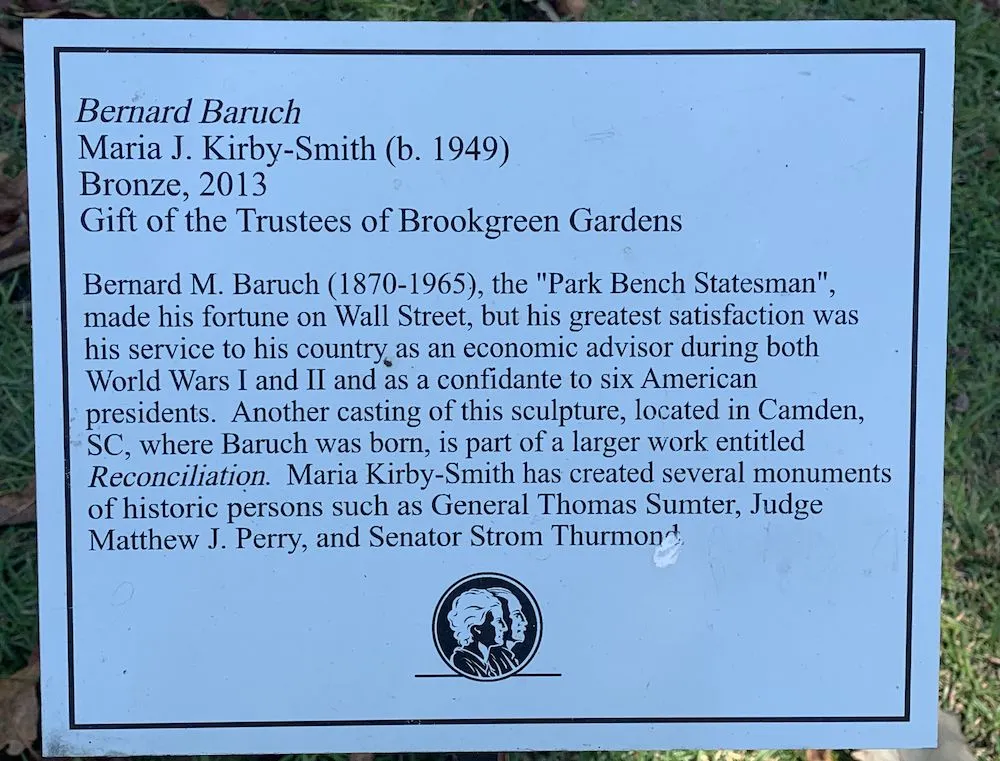 Bernard Baruch
Maria J. Kirby-Smith (b. 1949)
Bronze, 2013
Gift of the Trustees of Brookgreen Gardens
Bernard M. Baruch (1870-1965), the "Park Bench Statesman",
made his fortune on Wall Street, but his greatest satisfaction was
his service to his country as an economic advisor during both
World Wars I and II and as a confidante to six American
presidents. Another casting of this sculpture, located in Camden,
SC, where Baruch was born, is part of a larger work entitled
Reconciliation. Maria Kirby-Smith has created several monuments
of historic persons such as General Thomas Sumter, Judge
Matthew J. Perry, and Senator Strom Thurmond